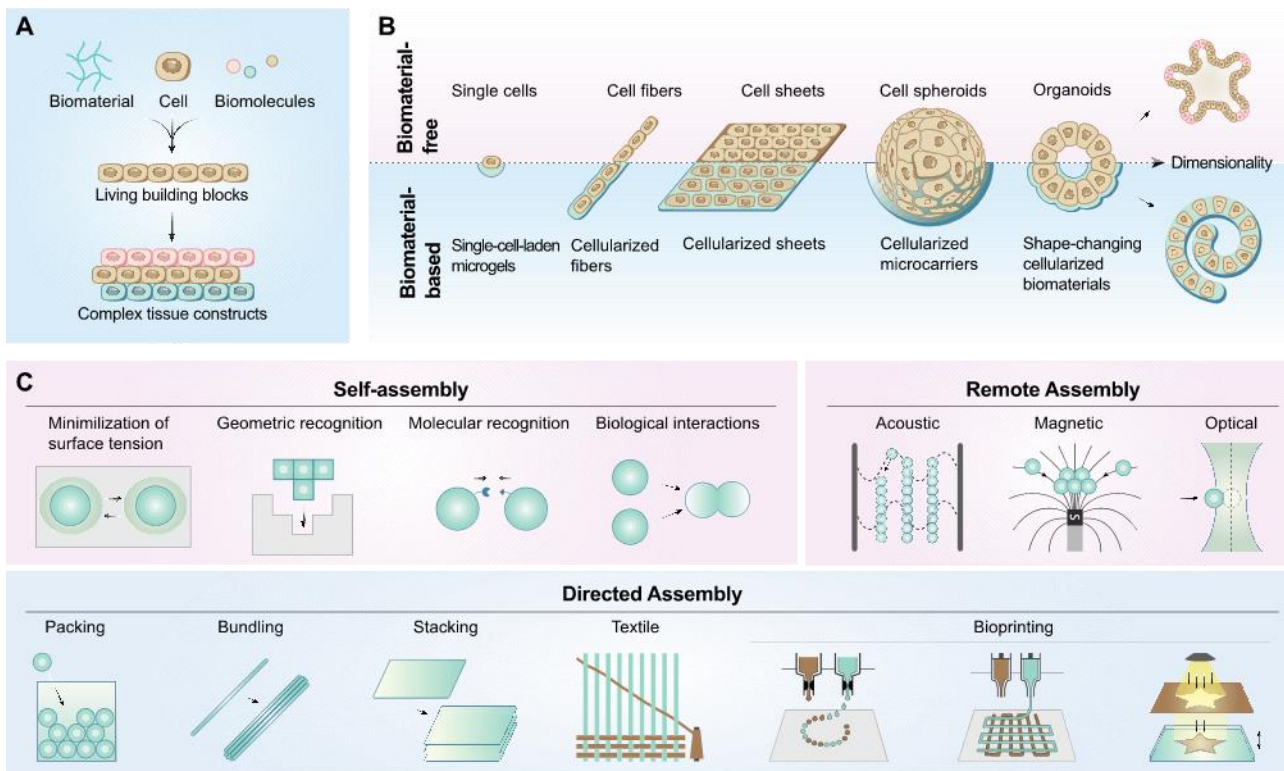 A
Biomaterial Cell Biomolecules
Living building blocks
Complex tissue constructs
B
Biomaterial-
free
Single cells
Cell fibers
Cell sheets
Cell spheroids
Organoids
Dimensionality
Biomaterial-
based
Single-cell-laden
microgels
Cellularized
fibers
Cellularized sheets
Cellularized
microcarriers
Shape-changing
cellularized
biomaterials
C
Self-assembly
Minimilization of
surface tension
Geometric recognition
Molecular recognition
Biological interactions
Remote Assembly
Acoustic
Magnetic
S
Optical
Directed Assembly
Packing
Bundling
Stacking
Textile
Bioprinting